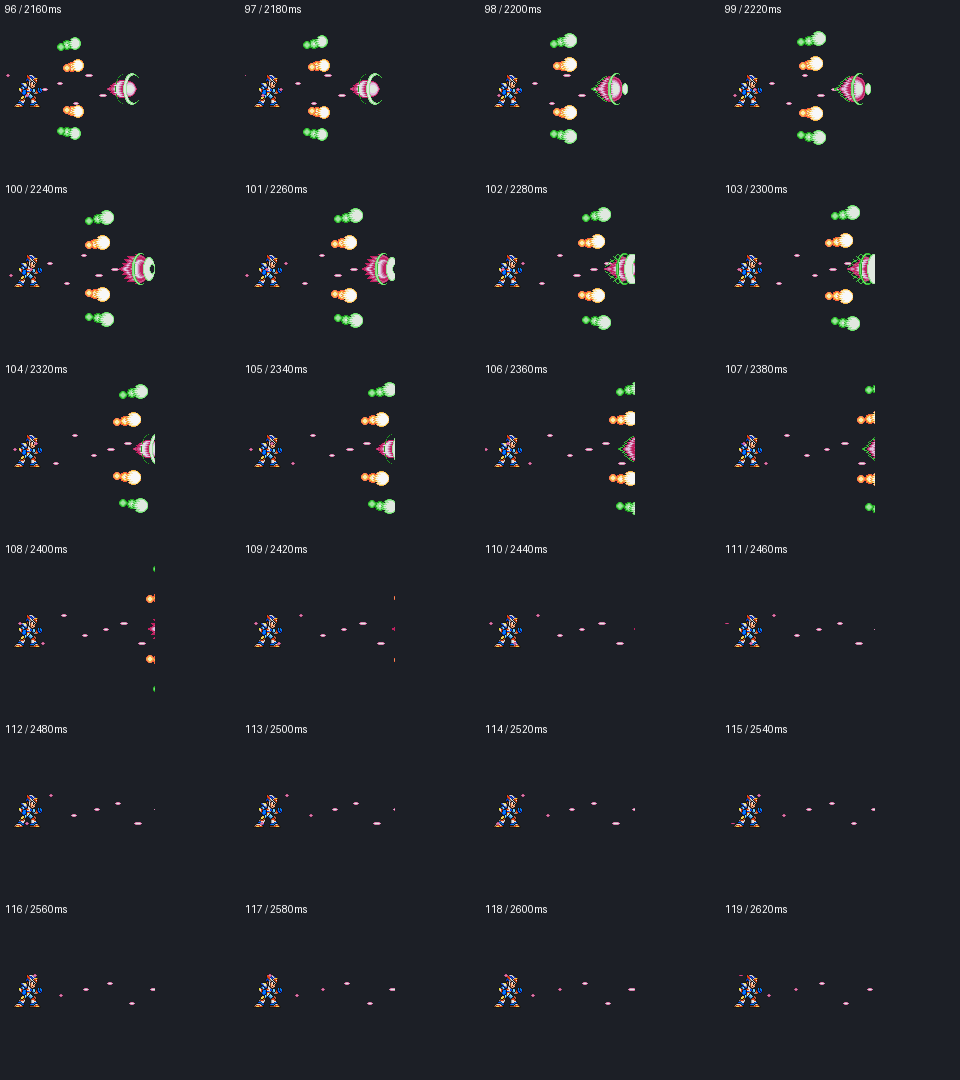 96 / 2160ms 97 / 2180ms 98 / 2200ms 99 / 2220ms
100 / 2240ms 101 / 2260ms 102 / 2280ms 103 / 2300ms
104 / 2320ms 105 / 2340ms 106 / 2360ms 107 / 2380ms
108 / 2400ms 109 / 2420ms 110 / 2440ms 111 / 2460ms
112 / 2480ms 113 / 2500ms 114 / 2520ms 115 / 2540ms
116 / 2560ms 117 / 2580ms 118 / 2600ms 119 / 2620ms